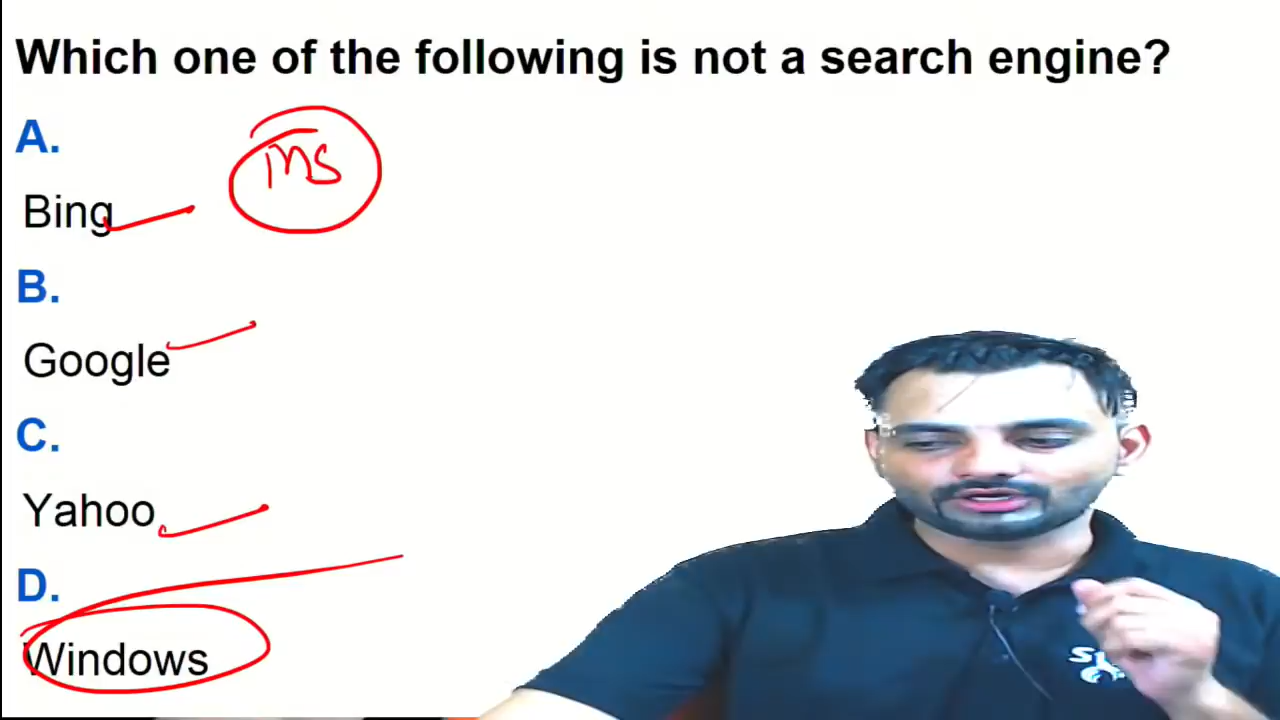 Which one of the following is not a search engine?
A.
ms
Bing
B.
Google
C.
Yahoo
D.
Windows